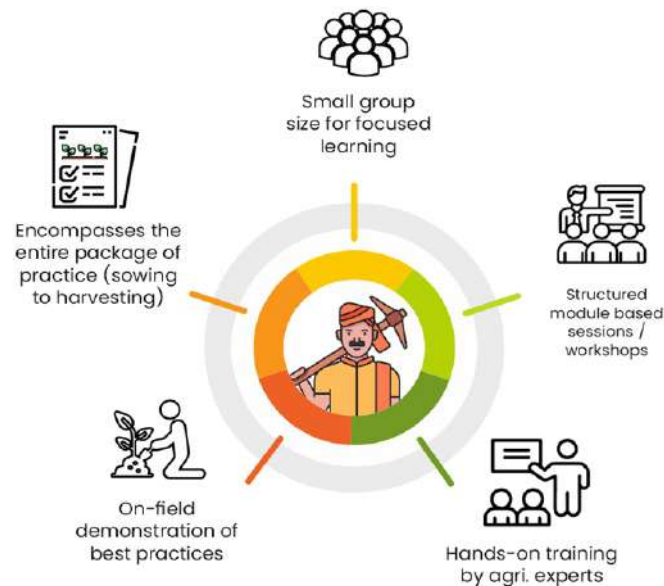 Small group
size for focused
learning
Encompasses the
entire package of
practice (sowing
to harvesting)
Structured
module based
sessions /
workshops
On-field
demonstration of
best practices
Hands-on training
by agri. experts